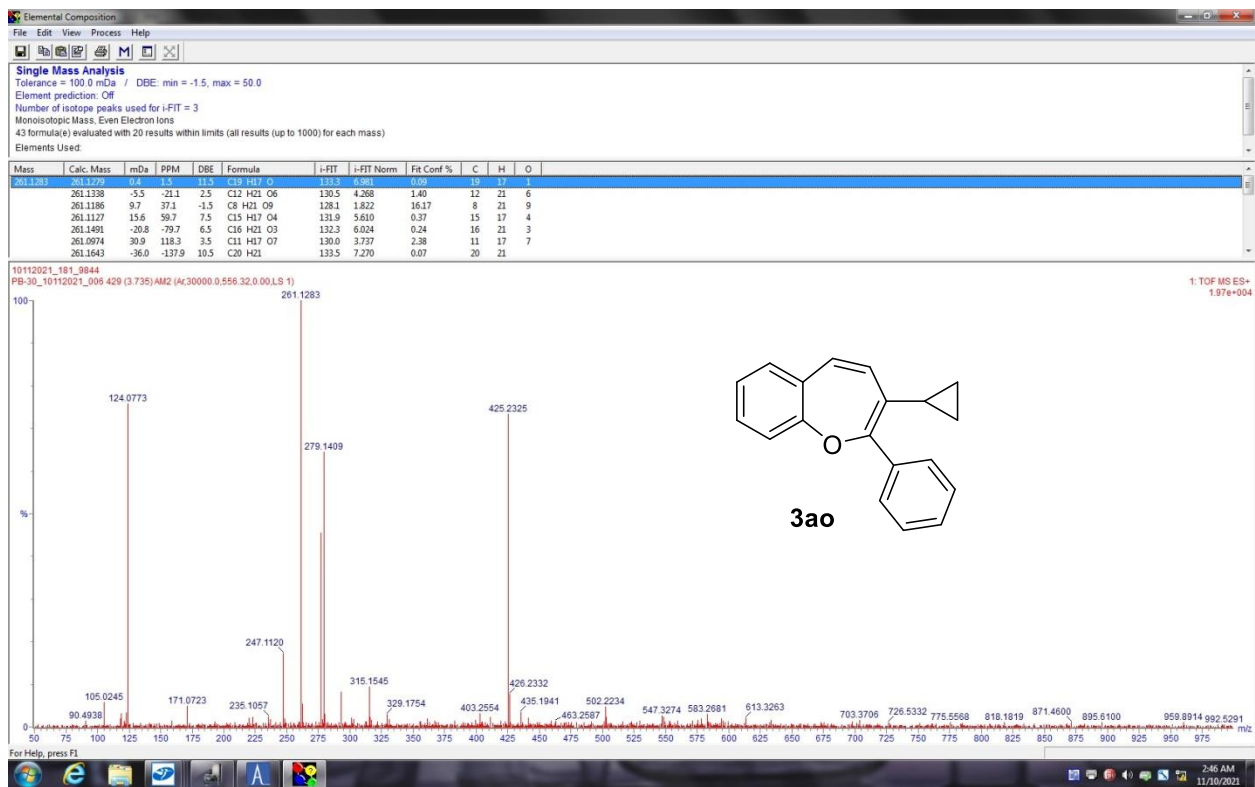 Elemental Composition
File Edit View Process Help
Single Mass Analysis
Tolerance = 100.0 mDa / DBE: min = -1.5, max = 50.0
Element prediction: Off
Number of isotope peaks used for i-FIT = 3
Monoisotopic Mass, Even Electron Ions
43 formula(e) evaluated with 20 results within limits (all results (up to 1000) for each mass)
Elements Used:
Mass Calc. Mass mDa PPM DBE Formula i-FIT i-FIT Norm Fit Conf % C H O
261.1283 261.1279 0.4 1.5 11.5 C19 H17 O 133.3 6.981 0.09 19 17 1
261.1338 -5.5 -21.1 2.5 C12 H21 O6 130.5 4.268 1.40 12 21 6
261.1186 9.7 37.1 -1.5 C8 H21 O9 128.1 1.822 16.17 8 21 9
261.1127 15.6 59.7 7.5 C15 H17 O4 131.9 5.610 0.37 15 17 4
261.1491 -20.8 -79.7 6.5 C16 H21 O3 132.3 6.024 0.24 16 21 3
261.0974 30.9 118.3 3.5 C11 H17 O7 130.0 3.737 2.38 11 17 7
261.1643 -36.0 -137.9 10.5 C20 H21 133.5 7.270 0.07 20 21
10112021_181_9844
PB-30_10112021_006 429 (3.735) AM2 (Ar,30000.0,556.32,0.00,LS 1)
1: TOF MS ES+
1.97e+004
261.1283
100
124.0773
425.2325
279.1409
O
3ao
%
247.1120
315.1545
426.2332
105.0245
171.0723
235.1057
329.1754
403.2554
435.1941
502.2234
547.3274
583.2681
613.3263
90.4938
463.2587
703.3706
726.5332
775.5568
818.1819
871.4600
895.6100
959.8914
992.5291
0
m/z
50 75 100 125 150 175 200 225 250 275 300 325 350 375 400 425 450 475 500 525 550 575 600 625 650 675 700 725 750 775 800 825 850 875 900 925 950 975
For Help, press F1
2:46 AM
11/10/2021